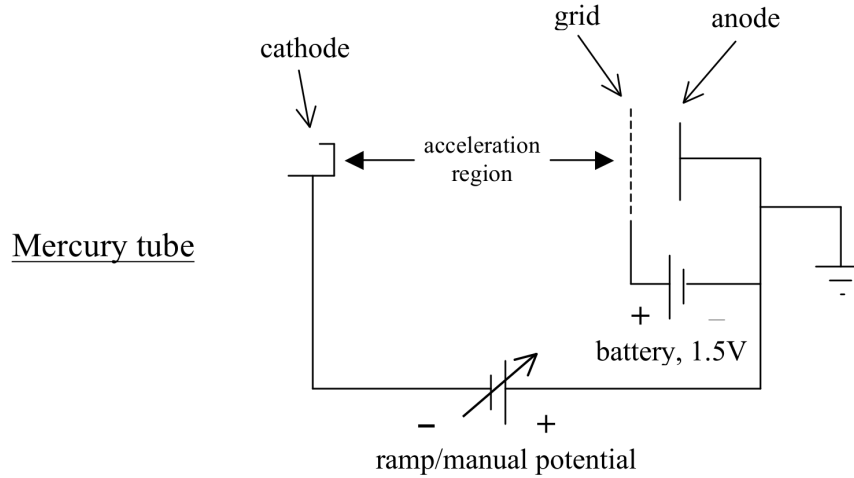 grid
anode
cathode
acceleration
region
Mercury tube
+ –
battery, 1.5V
– +
ramp/manual potential